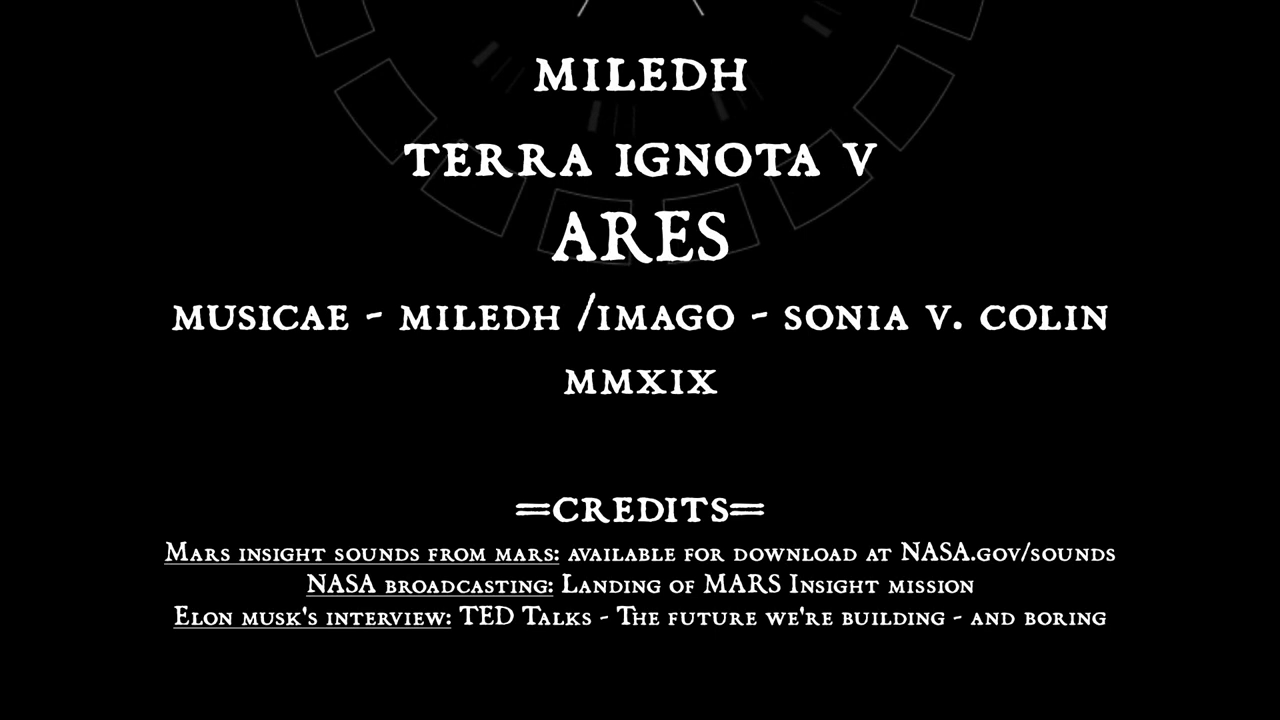 MILEDH
TERRA IGNOTA V
ARES
MUSICAE - MILEDH /IMAGO - SONIA V. COLIN
MMXIX
=CREDITS=
MARS INSIGHT SOUNDS FROM MARS: AVAILABLE FOR DOWNLOAD AT NASA.GOV/SOUNDS
NASA BROADCASTING: LANDING OF MARS INSIGHT MISSION
ELON MUSK'S INTERVIEW: TED TALKS - THE FUTURE WE'RE BUILDING - AND BORING